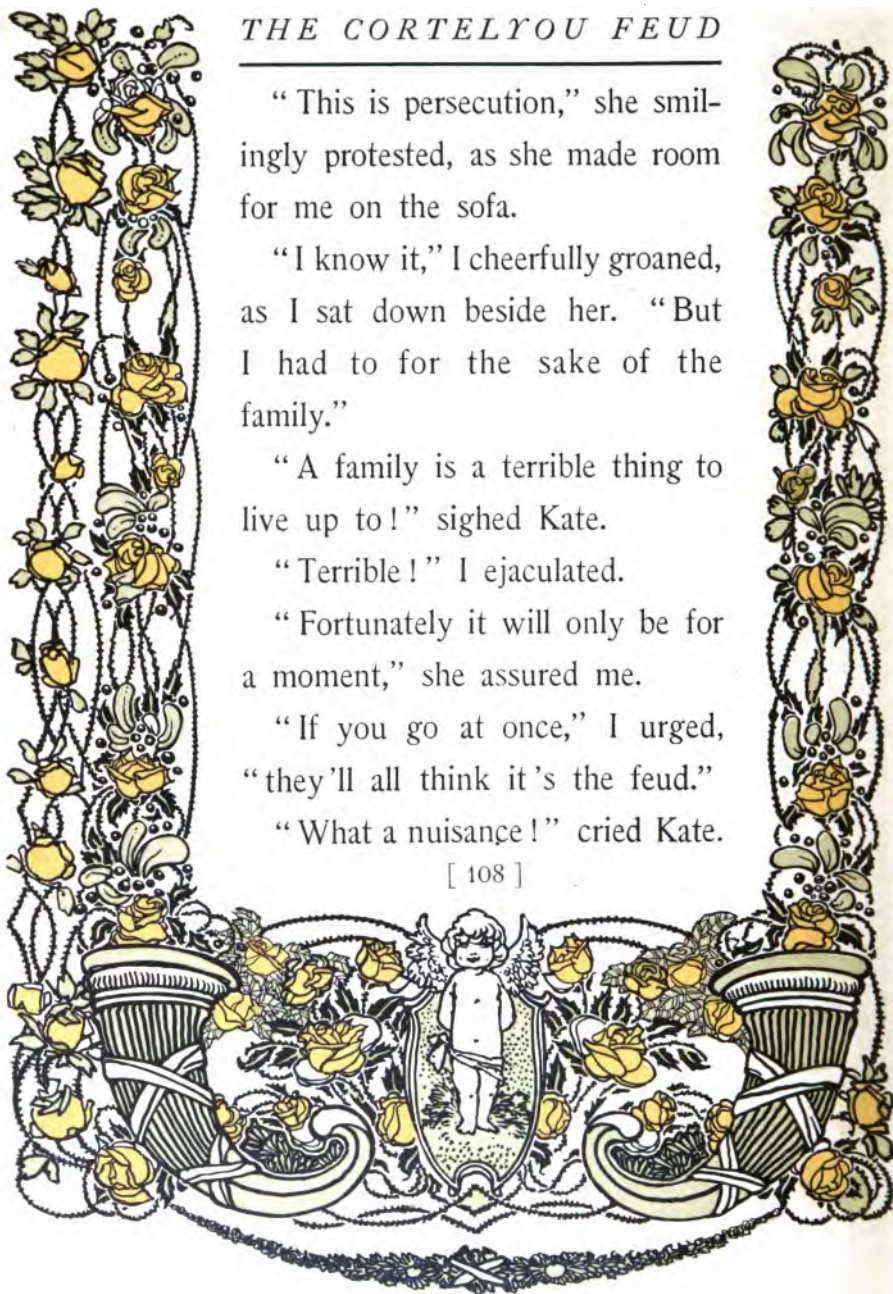 THE CORTELYOU FEUD
“ This is persecution,” she smil-
ingly protested, as she made room
for me on the sofa.
“I know it,” I cheerfully groaned,
as I sat down beside her. “But
I had to for the sake of the
family.”
“ A family is a terrible thing to
live up to!” sighed Kate.
“Terrible!” I ejaculated.
“ Fortunately it will only be for
a moment,” she assured me.
“If you go at once,” I urged,
“they’ll all think it’s the feud.”
“What a nuisance!” cried Kate.
[ 108 ]